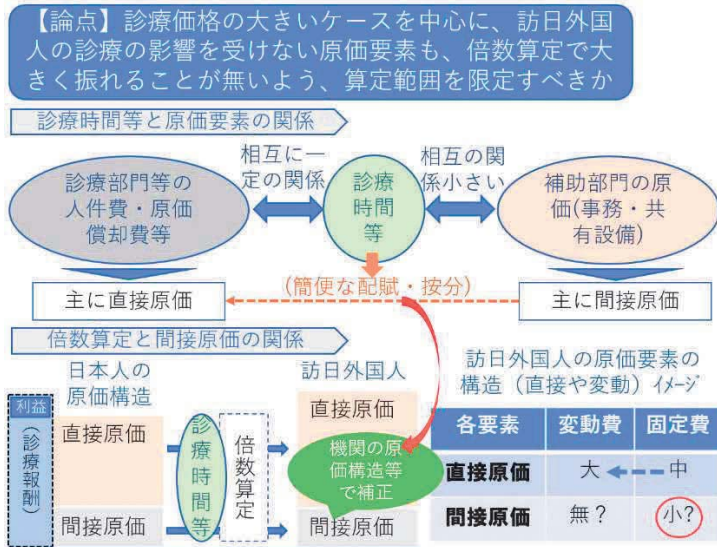 【論点】診療価格の大きいケースを中心に、訪日外国
人の診療の影響を受けない原価要素も、倍数算定で大
きく振れることが無いよう、算定範囲を限定すべきか
診療時間等と原価要素の関係
診療部門等の
人件費・原価
償却費等
相互に一
定の関係
診療
時間
等
相互の関
係小さい
補助部門の原
価(事務・共
有設備)
主に直接原価
(簡便な配賦・按分)
主に間接原価
倍数算定と間接原価の関係
日本人の
原価構造
訪日外国人
利益
(診療報酬)
直接原価
間接原価
診療時間等
倍数算定
直接原価
機関の原
価構造等
で補正
間接原価
訪日外国人の原価要素の
構造（直接や変動）イメージ
各要素 変動費 固定費
直接原価 大 中
間接原価 無？ 小?